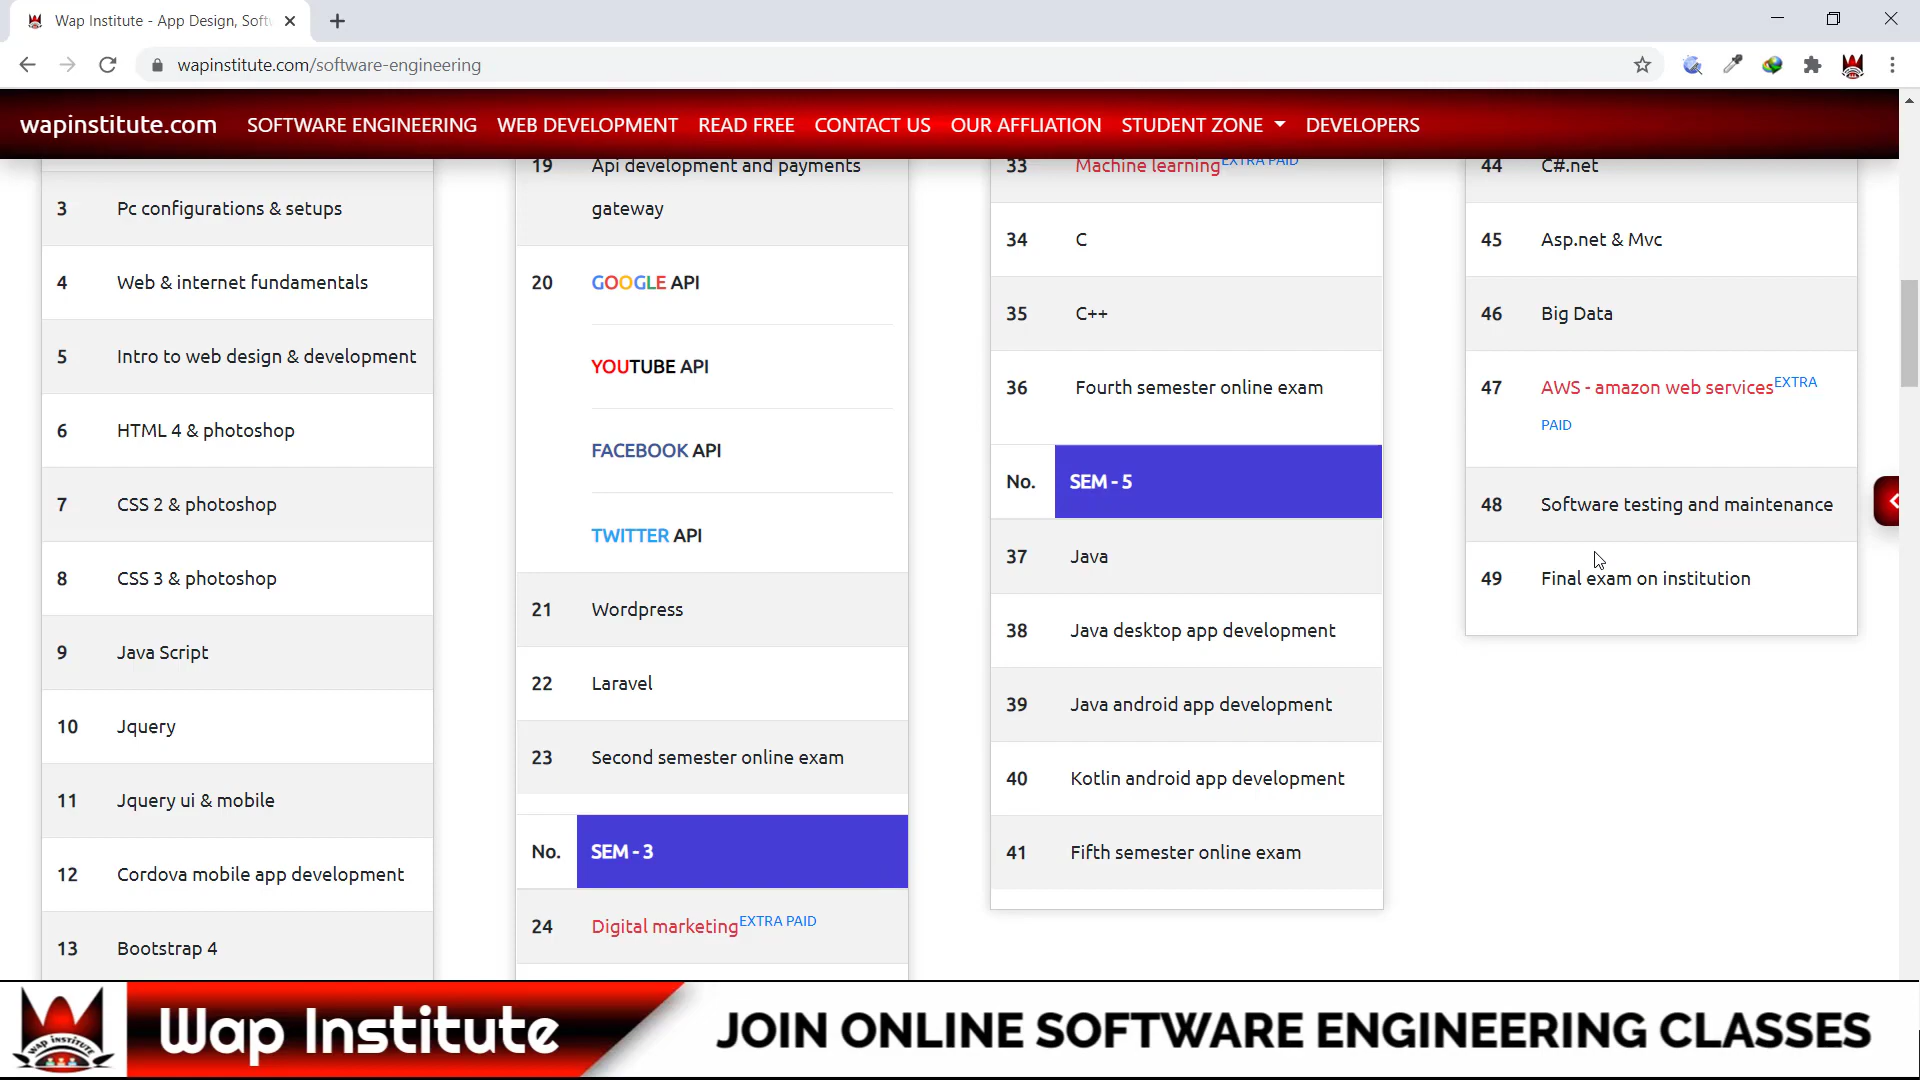 Wap Institute - App Design, Soft
wapinstitute.com/software-engineering
wapinstitute.com SOFTWARE ENGINEERING WEB DEVELOPMENT READ FREE CONTACT US OUR AFFLIATION STUDENT ZONE DEVELOPERS
3 Pc configurations & setups
4 Web & internet fundamentals
5 Intro to web design & development
6 HTML 4 & photoshop
7 CSS 2 & photoshop
8 CSS 3 & photoshop
9 Java Script
10 Jquery
11 Jquery ui & mobile
12 Cordova mobile app development
13 Bootstrap 4
19 Api development and payments
gateway
20 GOOGLE API
YOUTUBE API
FACEBOOK API
TWITTER API
21 Wordpress
22 Laravel
23 Second semester online exam
No. SEM - 3
24 Digital marketing EXTRA PAID
33 Machine learning EXTRA PAID
34 C
35 C++
36 Fourth semester online exam
No. SEM - 5
37 Java
38 Java desktop app development
39 Java android app development
40 Kotlin android app development
41 Fifth semester online exam
44 C#.net
45 Asp.net & Mvc
46 Big Data
47 AWS - amazon web services EXTRA
PAID
48 Software testing and maintenance
49 Final exam on institution
WAP INSTITUTE
Wap Institute
JOIN ONLINE SOFTWARE ENGINEERING CLASSES